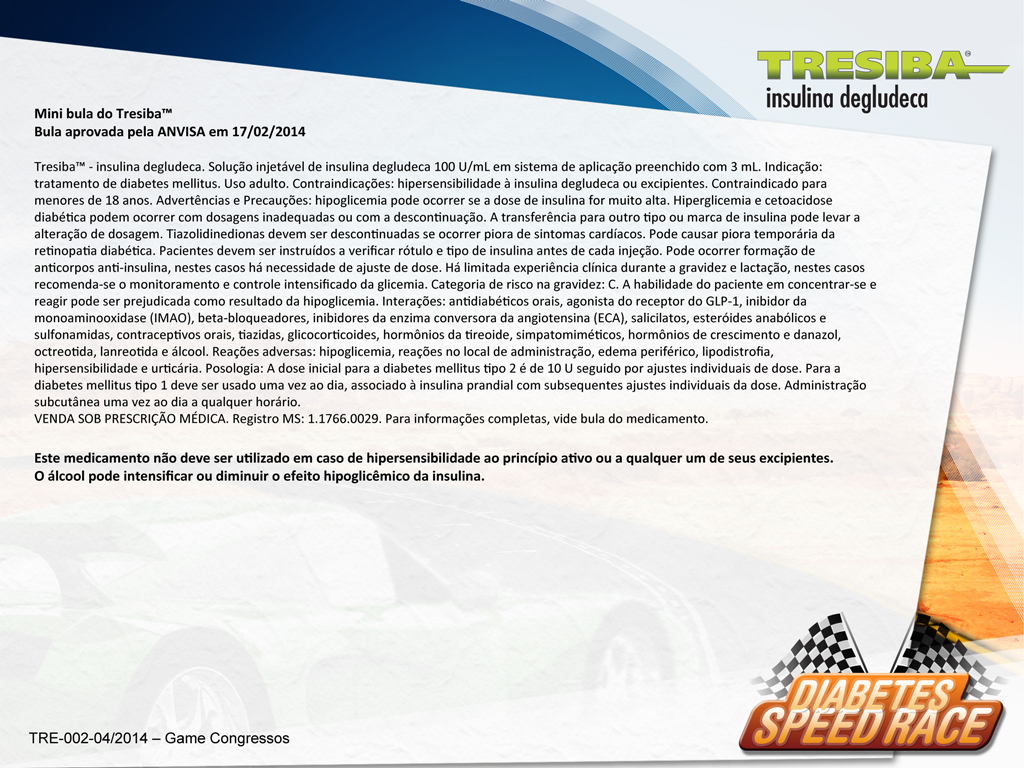 TRESIBA™
insulina degludeca
Mini bula do Tresiba™
Bula aprovada pela ANVISA em 17/02/2014
Tresiba™ - insulina degludeca. Solução injetável de insulina degludeca 100 U/mL em sistema de aplicação preenchido com 3 mL. Indicação:
tratamento de diabetes mellitus. Uso adulto. Contraindicações: hipersensibilidade à insulina degludeca ou excipientes. Contraindicado para
menores de 18 anos. Advertências e Precauções: hipoglicemia pode ocorrer se a dose de insulina for muito alta. Hiperglicemia e cetoacidose
diabética podem ocorrer com dosagens inadequadas ou com a descontinuação. A transferência para outro tipo ou marca de insulina pode levar a
alteração de dosagem. Tiazolidinedionas devem ser descontinuadas se ocorrer piora de sintomas cardíacos. Pode causar piora temporária da
retinopatia diabética. Pacientes devem ser instruídos a verificar rótulo e tipo de insulina antes de cada injeção. Pode ocorrer formação de
anticorpos anti-insulina, nestes casos há necessidade de ajuste de dose. Há limitada experiência clínica durante a gravidez e lactação, nestes casos
recomenda-se o monitoramento e controle intensificado da glicemia. Categoria de risco na gravidez: C. A habilidade do paciente em concentrar-se e
reagir pode ser prejudicada como resultado da hipoglicemia. Interações: antidiabéticos orais, agonista do receptor do GLP-1, inibidor da
monoaminooxidase (IMAO), beta-bloqueadores, inibidores da enzima conversora da angiotensina (ECA), salicilatos, esteróides anabólicos e
sulfonamidas, contraceptivos orais, tiazidas, glicocorticoides, hormônios da tireoide, simpatomiméticos, hormônios de crescimento e danazol,
octreotida, lanreotida e álcool. Reações adversas: hipoglicemia, reações no local de administração, edema periférico, lipodistrofia,
hipersensibilidade e urticária. Posologia: A dose inicial para a diabetes mellitus tipo 2 é de 10 U seguido por ajustes individuais de dose. Para a
diabetes mellitus tipo 1 deve ser usado uma vez ao dia, associado à insulina prandial com subsequentes ajustes individuais da dose. Administração
subcutânea uma vez ao dia a qualquer horário.
VENDA SOB PRESCRIÇÃO MÉDICA. Registro MS: 1.1766.0029. Para informações completas, vide bula do medicamento.
Este medicamento não deve ser utilizado em caso de hipersensibilidade ao princípio ativo ou a qualquer um de seus excipientes.
O álcool pode intensificar ou diminuir o efeito hipoglicêmico da insulina.
DIABETES
SPEED RACE
TRE-002-04/2014 – Game Congressos